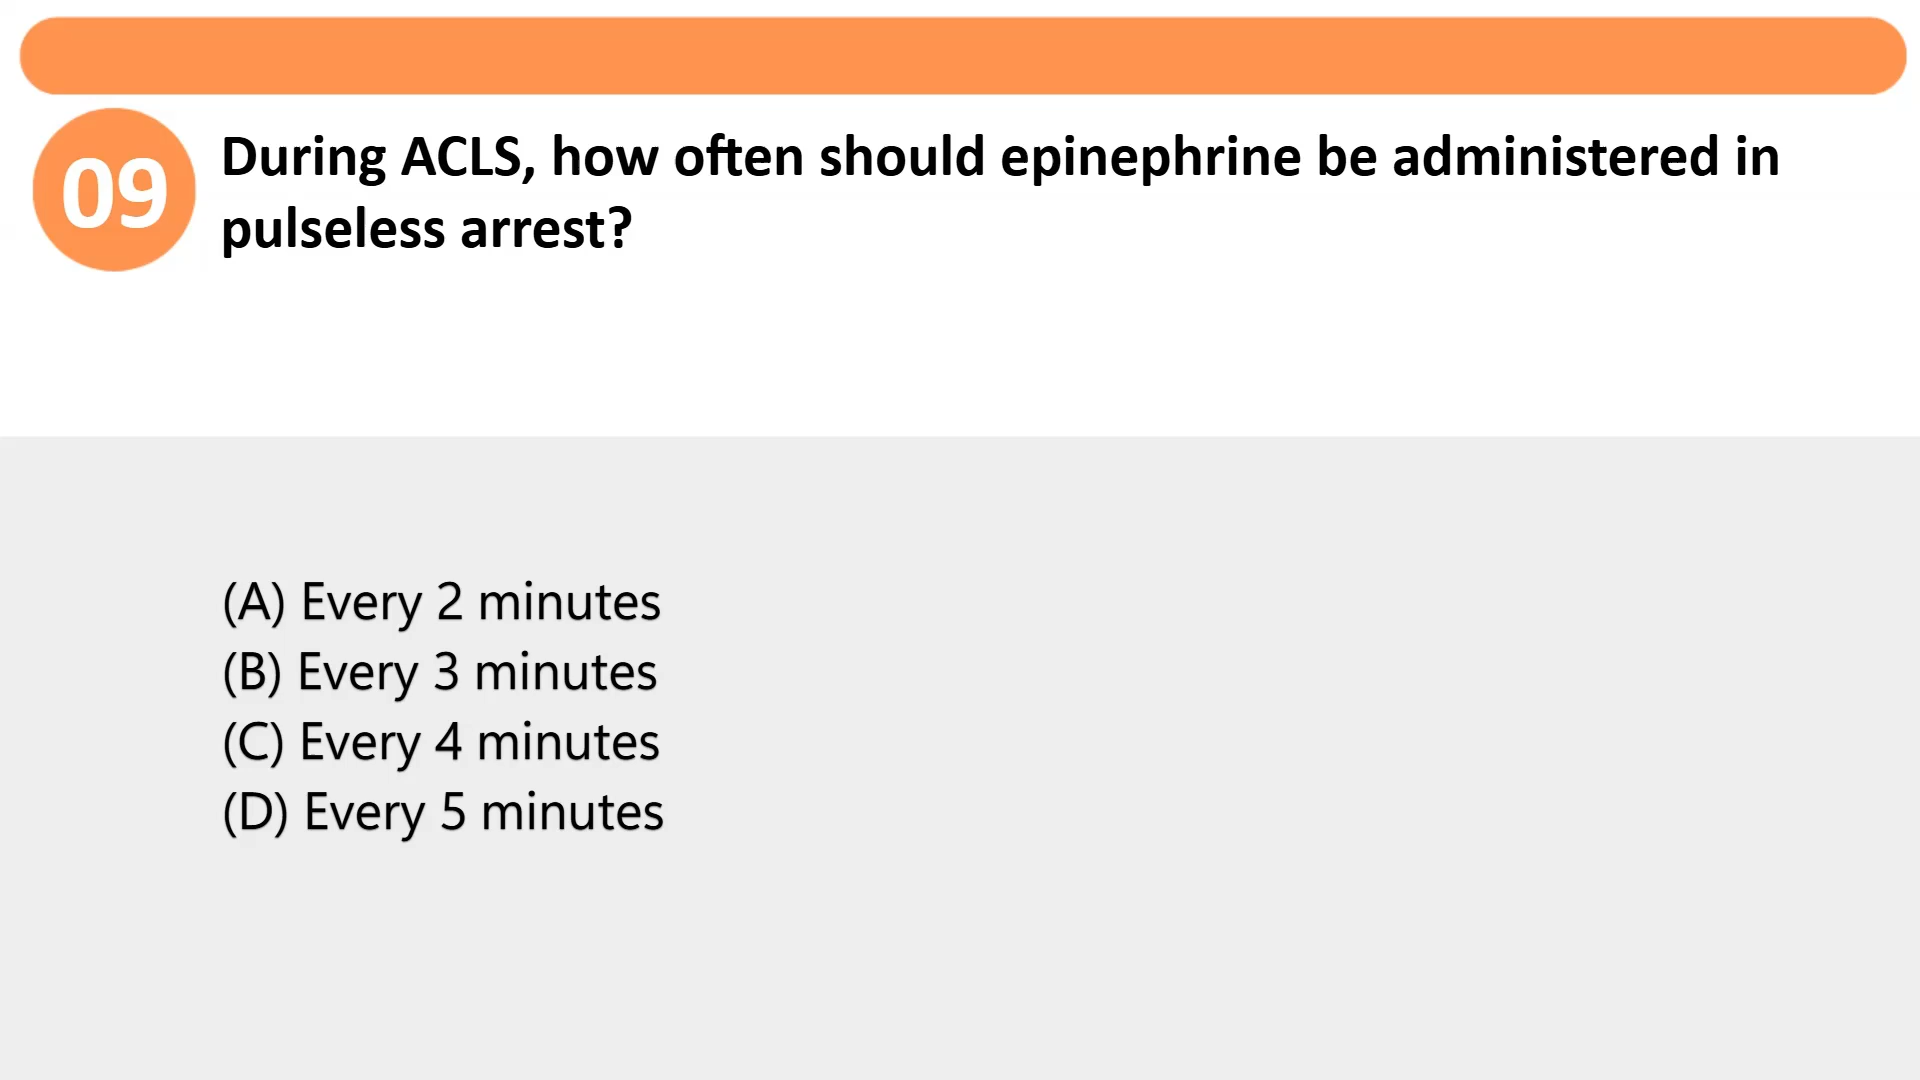 09
During ACLS, how often should epinephrine be administered in
pulseless arrest?
(A) Every 2 minutes
(B) Every 3 minutes
(C) Every 4 minutes
(D) Every 5 minutes